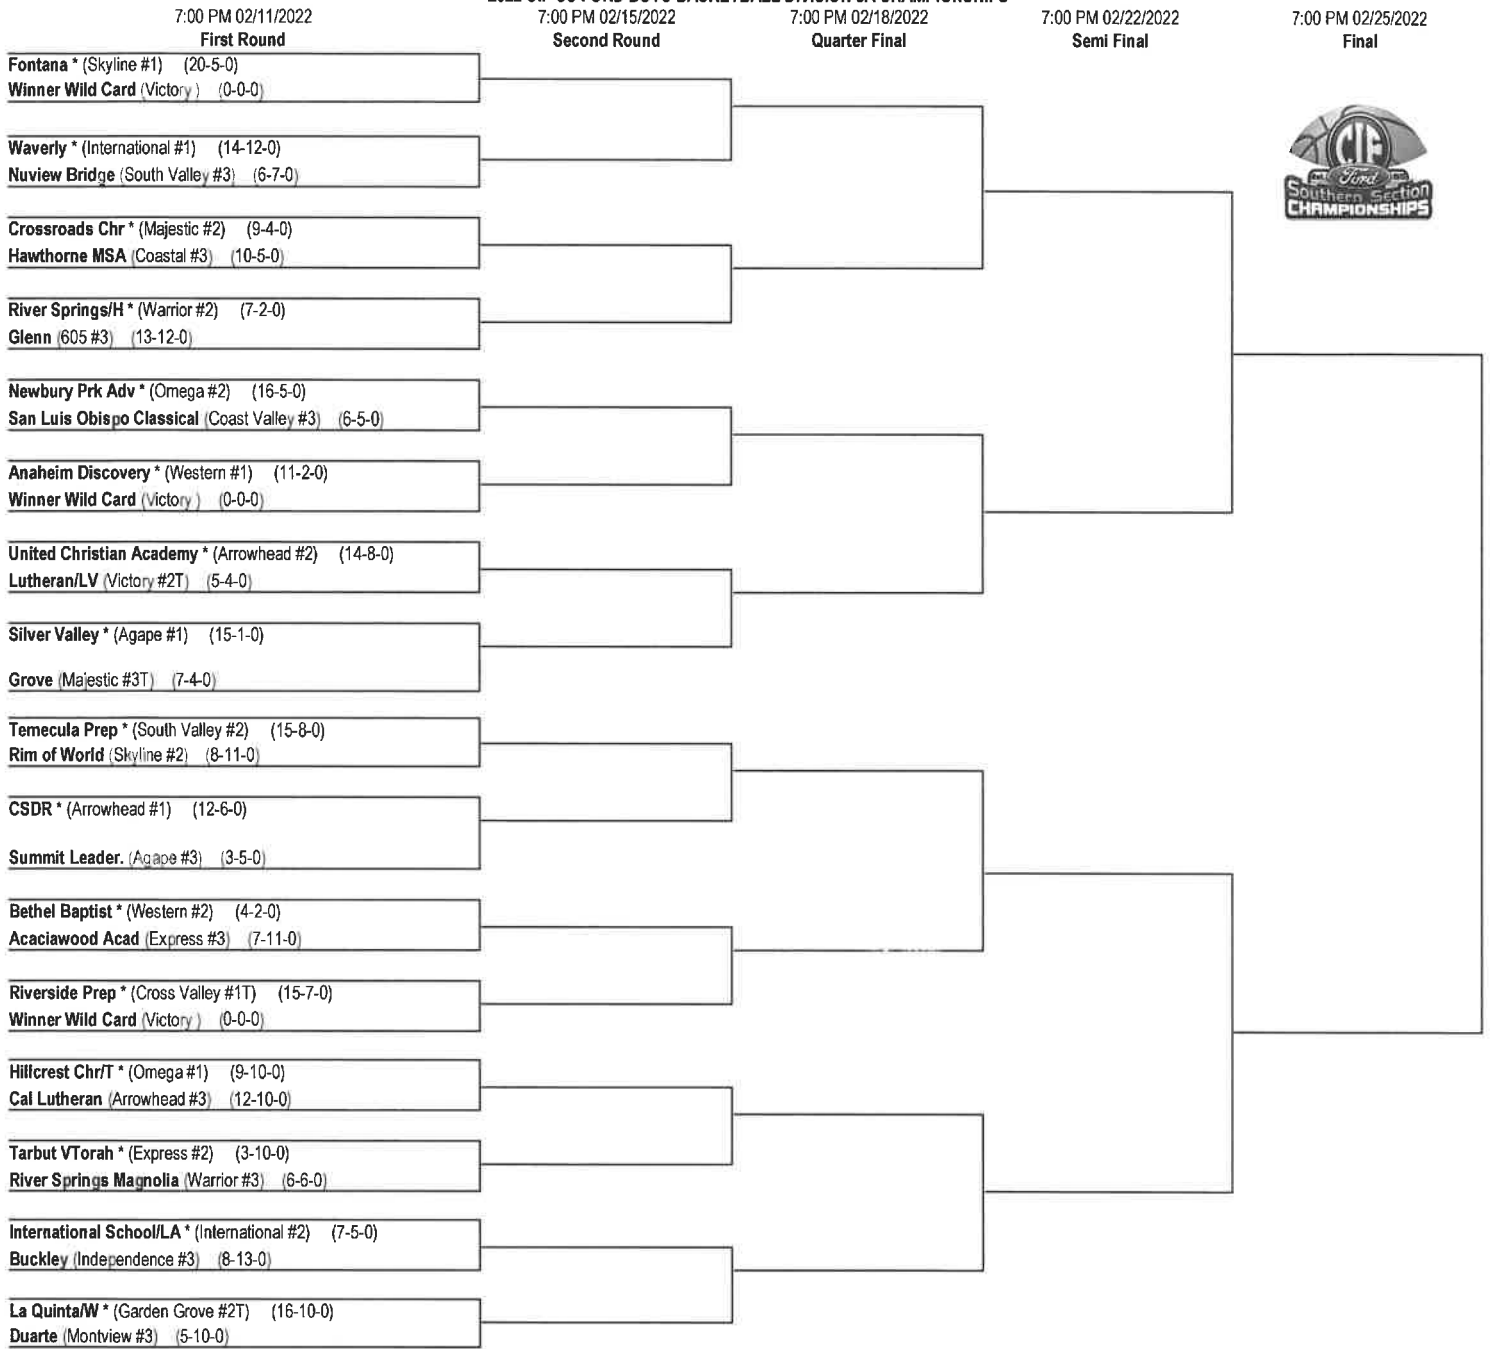 7:00 PM 02/11/2022 7:00 PM 02/15/2022 7:00 PM 02/18/2022 7:00 PM 02/22/2022 7:00 PM 02/25/2022
First Round Second Round Quarter Final Semi Final Final
Fontana * (Skyline #1) (20-5-0)
Winner Wild Card (Victory ) (0-0-0)
Waverly * (International #1) (14-12-0)
Nuview Bridge (South Valley #3) (6-7-0)
Crossroads Chr * (Majestic #2) (9-4-0)
Hawthorne MSA (Coastal #3) (10-5-0)
River Springs/H * (Warrior #2) (7-2-0)
Glenn (605 #3) (13-12-0)
Newbury Prk Adv * (Omega #2) (16-5-0)
San Luis Obispo Classical (Coast Valley #3) (6-5-0)
Anaheim Discovery * (Western #1) (11-2-0)
Winner Wild Card (Victory ) (0-0-0)
United Christian Academy * (Arrowhead #2) (14-8-0)
Lutheran/LV (Victory #2T) (5-4-0)
Silver Valley * (Agape #1) (15-1-0)
Grove (Majestic #3T) (7-4-0)
Temecula Prep * (South Valley #2) (15-8-0)
Rim of World (Skyline #2) (8-11-0)
CSDR * (Arrowhead #1) (12-6-0)
Summit Leader. (Agape #3) (3-5-0)
Bethel Baptist * (Western #2) (4-2-0)
Acaciawood Acad (Express #3) (7-11-0)
Riverside Prep * (Cross Valley #1T) (15-7-0)
Winner Wild Card (Victory ) (0-0-0)
Hillcrest Chr/T * (Omega #1) (9-10-0)
Cal Lutheran (Arrowhead #3) (12-10-0)
Tarbut VTorah * (Express #2) (3-10-0)
River Springs Magnolia (Warrior #3) (6-6-0)
International School/LA * (International #2) (7-5-0)
Buckley (Independence #3) (8-13-0)
La Quinta/W * (Garden Grove #2T) (16-10-0)
Duarte (Montview #3) (5-10-0)
CIF
Ford
Southern Section
CHAMPIONSHIPS